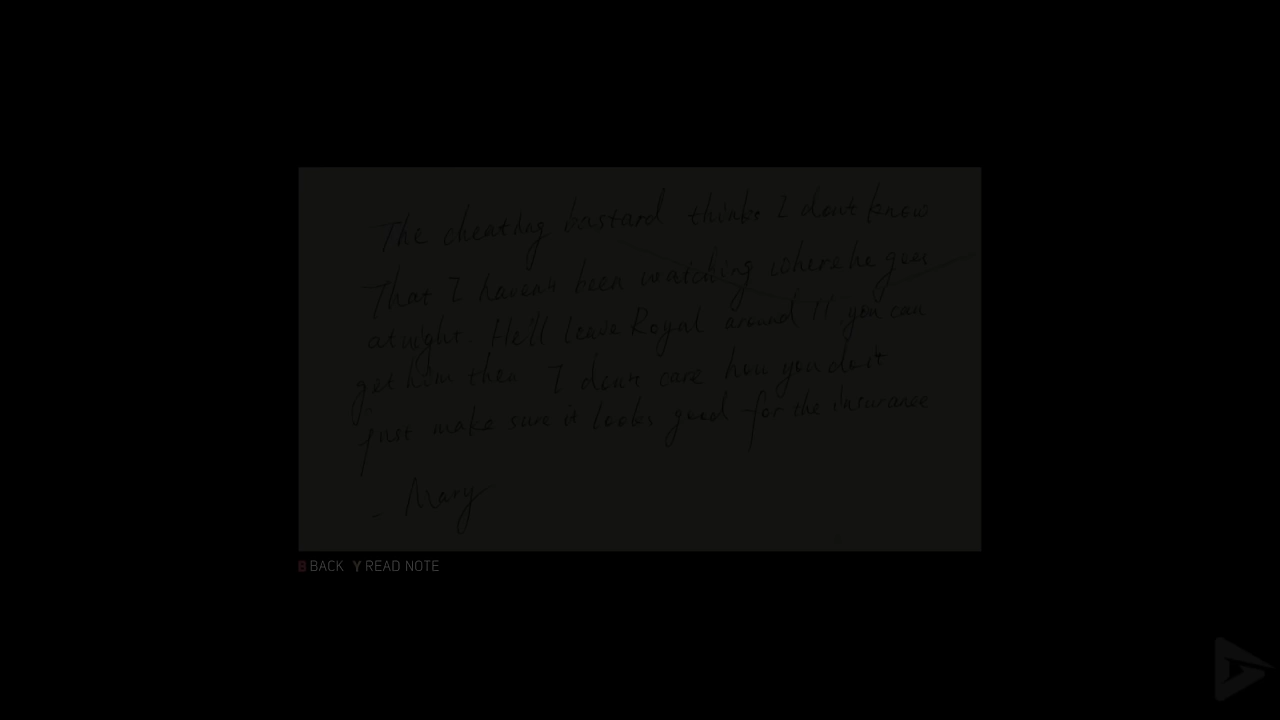 The cheating bastard thinks I dont know
That I havent been watching where he goes
at night. He'll leave Royal around 11 you can
get him then I dont care how you do it
just make sure it looks good for the insurance
- Mary
B BACK Y READ NOTE